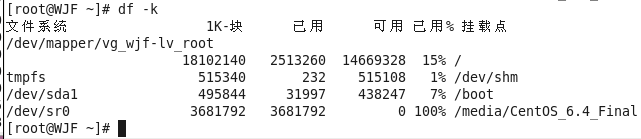 [root@WJF ~]# df -k
文件系统 1K-块 已用 可用 已用% 挂载点
/dev/mapper/vg_wjf-lv_root
18102140 2513260 14669328 15% /
tmpfs 515340 232 515108 1% /dev/shm
/dev/sda1 495844 31997 438247 7% /boot
/dev/sr0 3681792 3681792 0 100% /media/CentOS_6.4_Final
[root@WJF ~]#